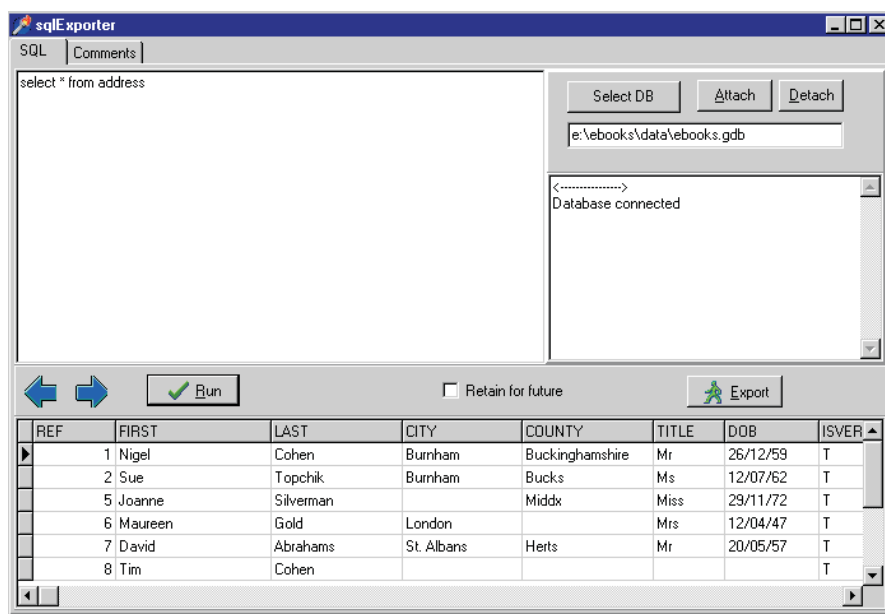 sqlExporter
SQL Comments
select * from address
Select DB Attach Detach
e:\ebooks\data\ebooks.gdb
<--------------->
Database connected
Run Retain for future Export
REF FIRST LAST CITY COUNTY TITLE DOB ISVER
1 Nigel Cohen Burnham Buckinghamshire Mr 26/12/59 T
2 Sue Topchik Burnham Bucks Ms 12/07/62 T
5 Joanne Silverman Middx Miss 29/11/72 T
6 Maureen Gold London Mrs 12/04/47 T
7 David Abrahams St. Albans Herts Mr 20/05/57 T
8 Tim Cohen T